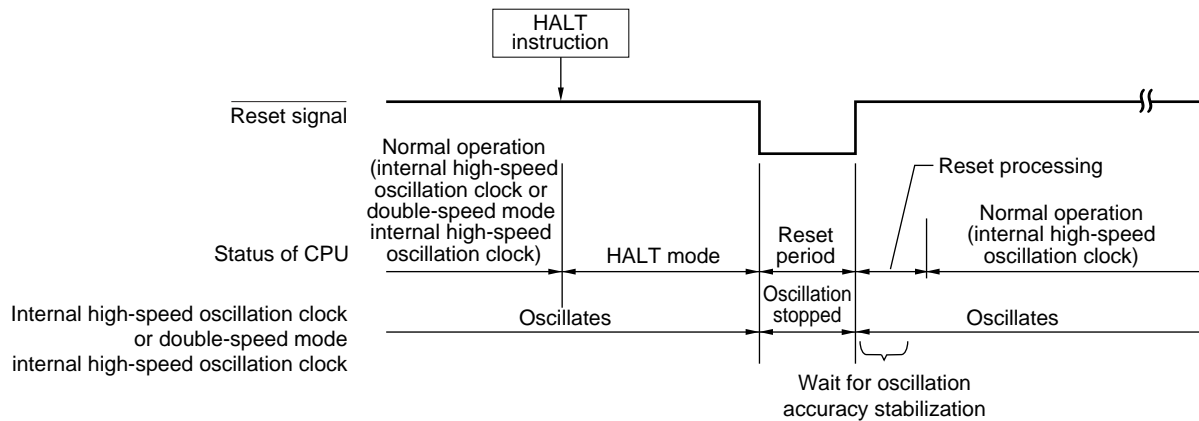 HALT
instruction
Reset signal
Normal operation
(internal high-speed
oscillation clock or
double-speed mode
internal high-speed
oscillation clock)
Status of CPU
HALT mode
Reset
period
Reset processing
Normal operation
(internal high-speed
oscillation clock)
Internal high-speed oscillation clock
or double-speed mode
internal high-speed oscillation clock
Oscillates
Oscillation
stopped
Oscillates
Wait for oscillation
accuracy stabilization